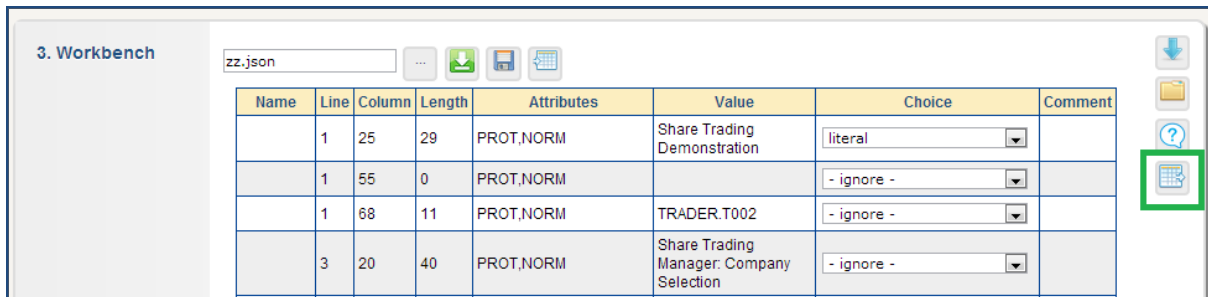 3. Workbench
zz.json
...
Name Line Column Length Attributes Value Choice Comment
1 25 29 PROT,NORM Share Trading Demonstration literal
1 55 0 PROT,NORM - ignore -
1 68 11 PROT,NORM TRADER.T002 - ignore -
3 20 40 PROT,NORM Share Trading Manager: Company Selection - ignore -